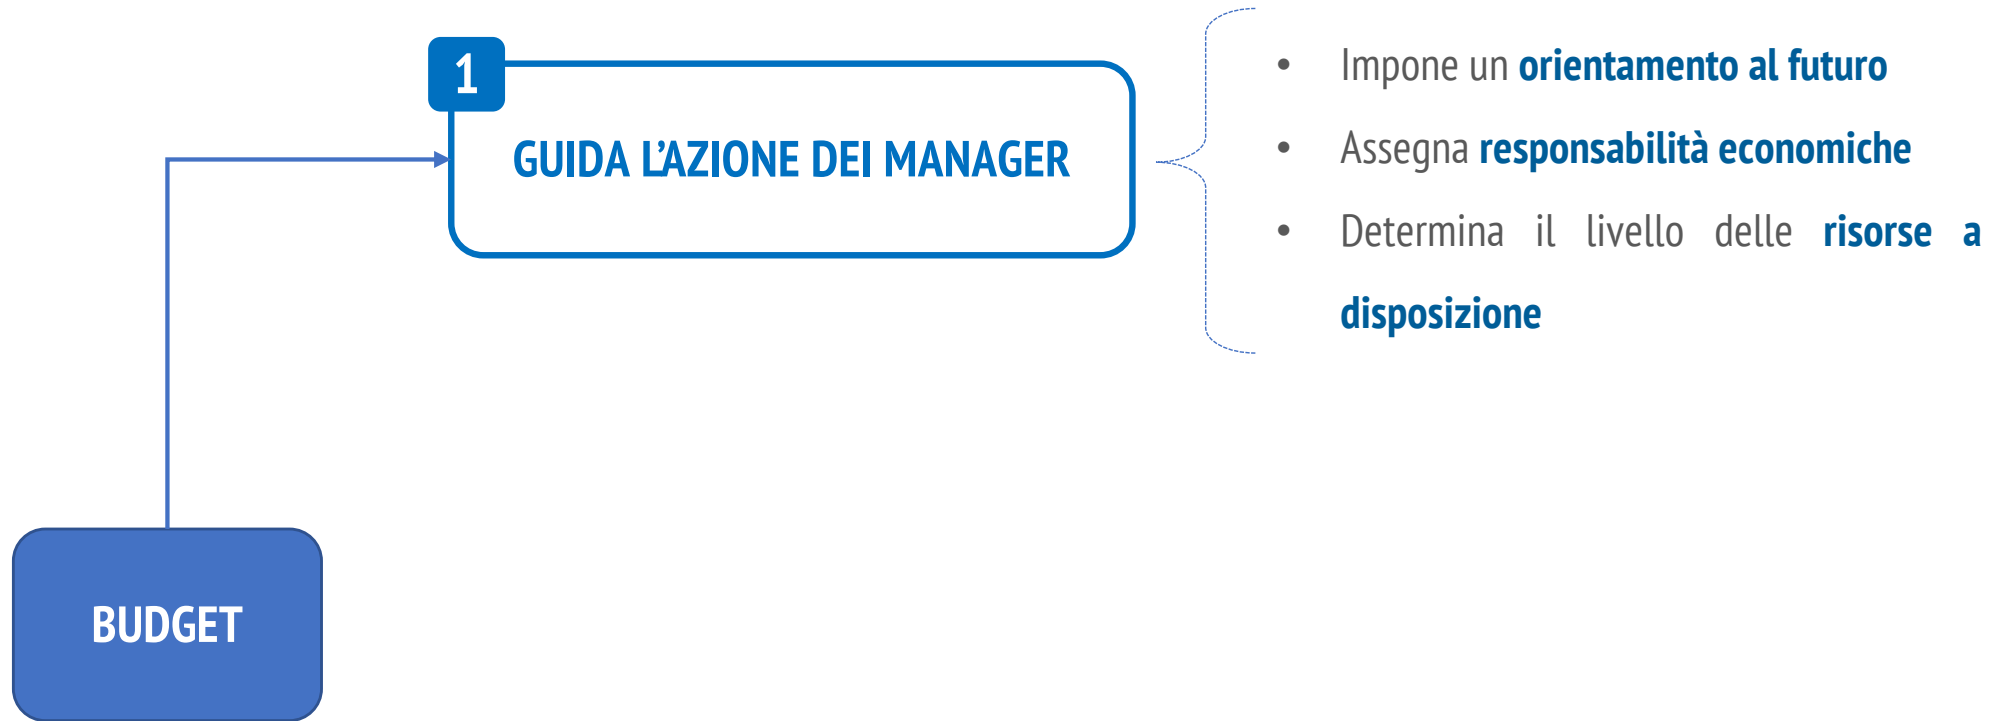 1
GUIDA L'AZIONE DEI MANAGER
• Impone un orientamento al futuro
• Assegna responsabilità economiche
• Determina il livello delle risorse a
disposizione
BUDGET